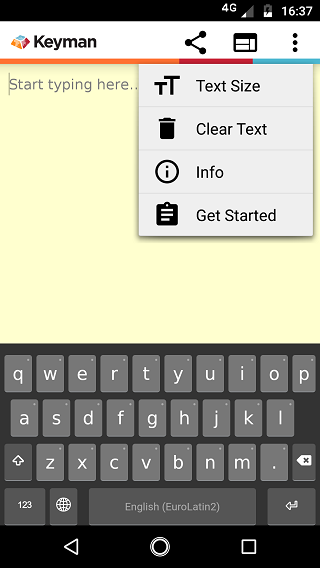 4G 16:37
Keyman
Start typing here...
Text Size
Clear Text
Info
Get Started
q w e r t y u i o p
a s d f g h j k l
z x c v b n m .
123 English (EuroLatin2)